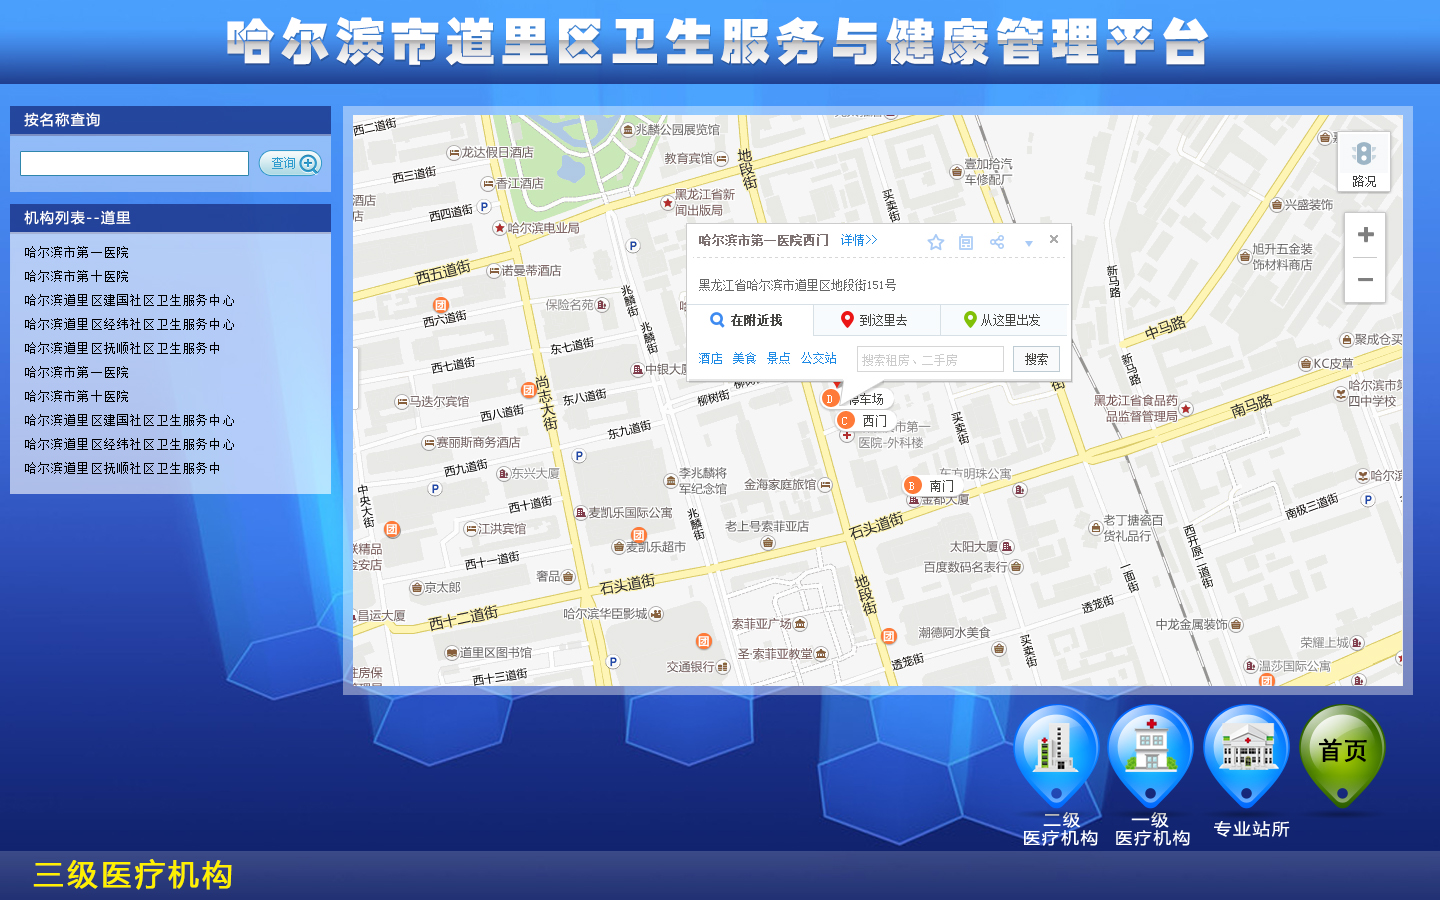 哈尔滨市道里区卫生服务与健康管理平台
按名称查询
查询
机构列表--道里
哈尔滨市第一医院
哈尔滨市第十医院
哈尔滨道里区建国社区卫生服务中心
哈尔滨道里区经纬社区卫生服务中心
哈尔滨道里区抚顺社区卫生服务中
哈尔滨市第一医院
哈尔滨市第十医院
哈尔滨道里区建国社区卫生服务中心
哈尔滨道里区经纬社区卫生服务中心
哈尔滨道里区抚顺社区卫生服务中
西二道街
兆麟公园展览馆
龙达假日酒店
教育宾馆
地段街
壹加拾汽
车修配厂
路况
西三道街
香江酒店
酒店
店
西四道街
P
黑龙江省新
闻出版局
买卖街
兴盛装饰
哈尔滨电业局
P
哈尔滨市第一医院西门 详情>>
旭升五金装
饰材料商店
西五道街
诺曼蒂酒店
黑龙江省哈尔滨市道里区地段街151号
新马路
团
保险名苑
兆麟街
西六道街
在附近找
到这里去
从这里出发
中马路
兆麟街
东七道街
酒店 美食 景点 公交站
搜索租房、二手房
搜索
聚成仓买
KC皮草
西七道街
中银大厦
新马路
团
尚志大街
柳树街
柳树街
马迭尔宾馆
东八道街
D
停车场
黑龙江省食品药
品监督管理局
南马路
哈尔滨市第
四中学校
西八道街
C
西门
买卖街
东九道街
市第一
医院-外科楼
赛丽斯商务酒店
P
西九道街
东兴大厦
李兆麟将
军纪念馆
金海家庭旅馆
东方明珠公寓
B
南门
金都大厦
哈尔滨
P
P
中央大街
西十道街
麦凯乐国际公寓
兆麟街
老上号索菲亚店
石头道街
老丁搪瓷百
货礼品行
南极三道街
团
江洪宾馆
团
麦凯乐超市
太阳大厦
西开原二道街
精品
金安店
西十一道街
百度数码名表行
一面街
京太郎
奢品
石头道街
地段街
透笼街
昌运大厦
西十二道街
哈尔滨华臣影城
索菲亚广场
团
潮德阿水美食
中龙金属装饰
团
荣耀上城
道里区图书馆
P
圣·索菲亚教堂
透笼街
买卖街
交通银行
温莎国际公寓
住房保
西十三道街
团
二级
医疗机构
一级
医疗机构
专业站所
首页
三级医疗机构